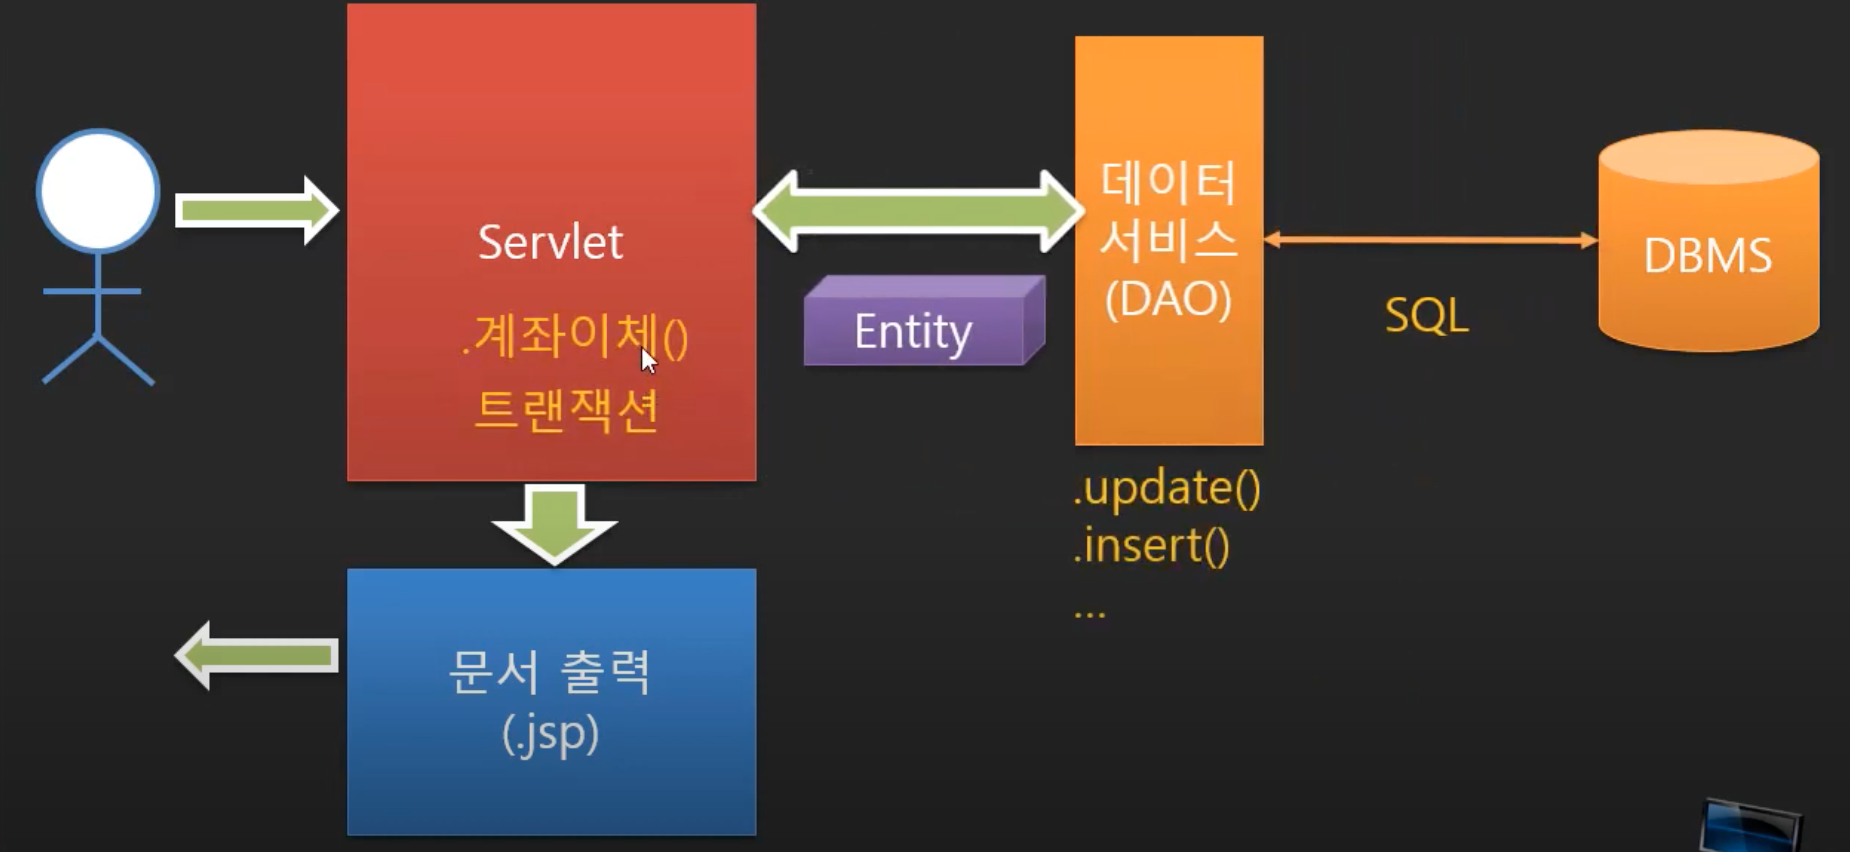 Servlet
.계좌이체()
트랜잭션
Entity
데이터
서비스
(DAO)
.update()
.insert()
...
SQL
DBMS
문서 출력
(.jsp)